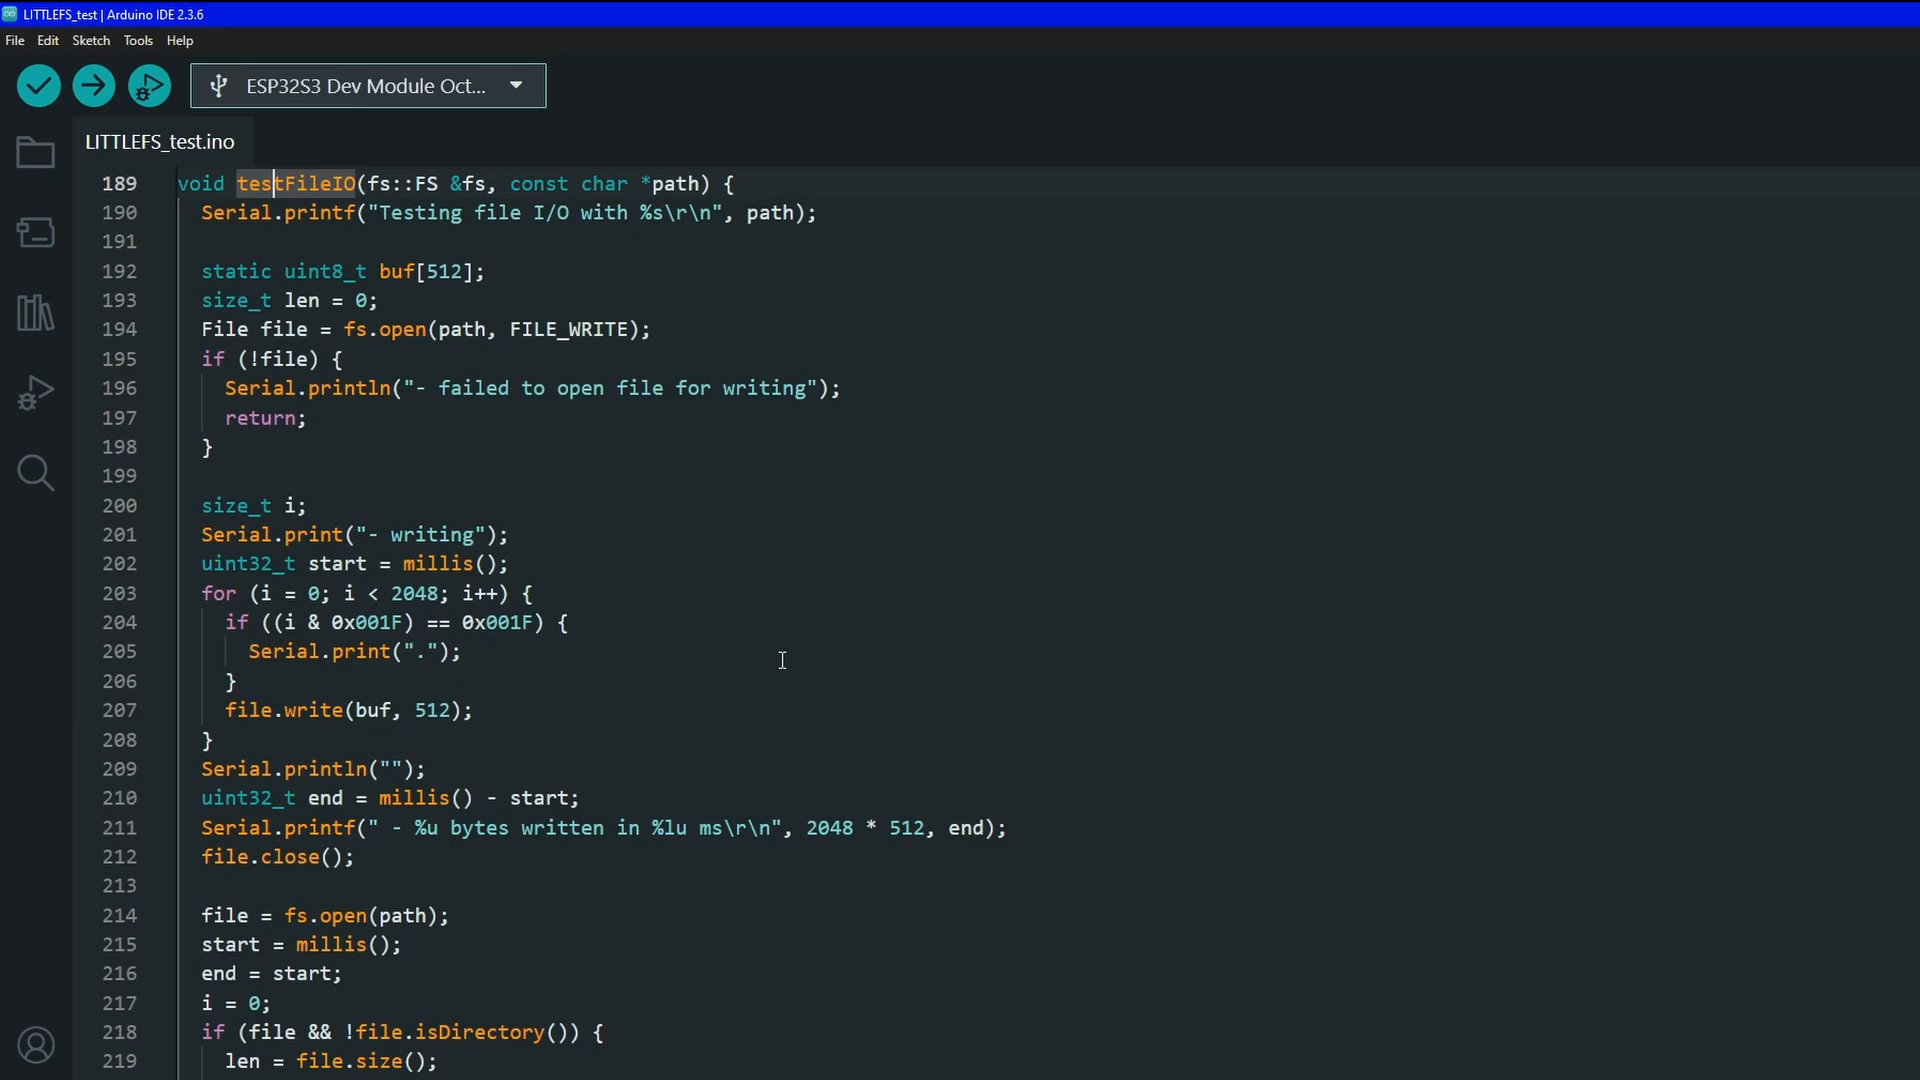 LITTLEFS_test | Arduino IDE 2.3.6
File Edit Sketch Tools Help
ESP32S3 Dev Module Oct...
LITTLEFS_test.ino
189 void testFileIO(fs::FS &fs, const char *path) {
190 Serial.printf("Testing file I/O with %s\r\n", path);
191
192 static uint8_t buf[512];
193 size_t len = 0;
194 File file = fs.open(path, FILE_WRITE);
195 if (!file) {
196 Serial.println("- failed to open file for writing");
197 return;
198 }
199
200 size_t i;
201 Serial.print("- writing");
202 uint32_t start = millis();
203 for (i = 0; i < 2048; i++) {
204 if ((i & 0x001F) == 0x001F) {
205 Serial.print(".");
206 }
207 file.write(buf, 512);
208 }
209 Serial.println("");
210 uint32_t end = millis() - start;
211 Serial.printf(" - %u bytes written in %lu ms\r\n", 2048 * 512, end);
212 file.close();
213
214 file = fs.open(path);
215 start = millis();
216 end = start;
217 i = 0;
218 if (file && !file.isDirectory()) {
219 len = file.size();